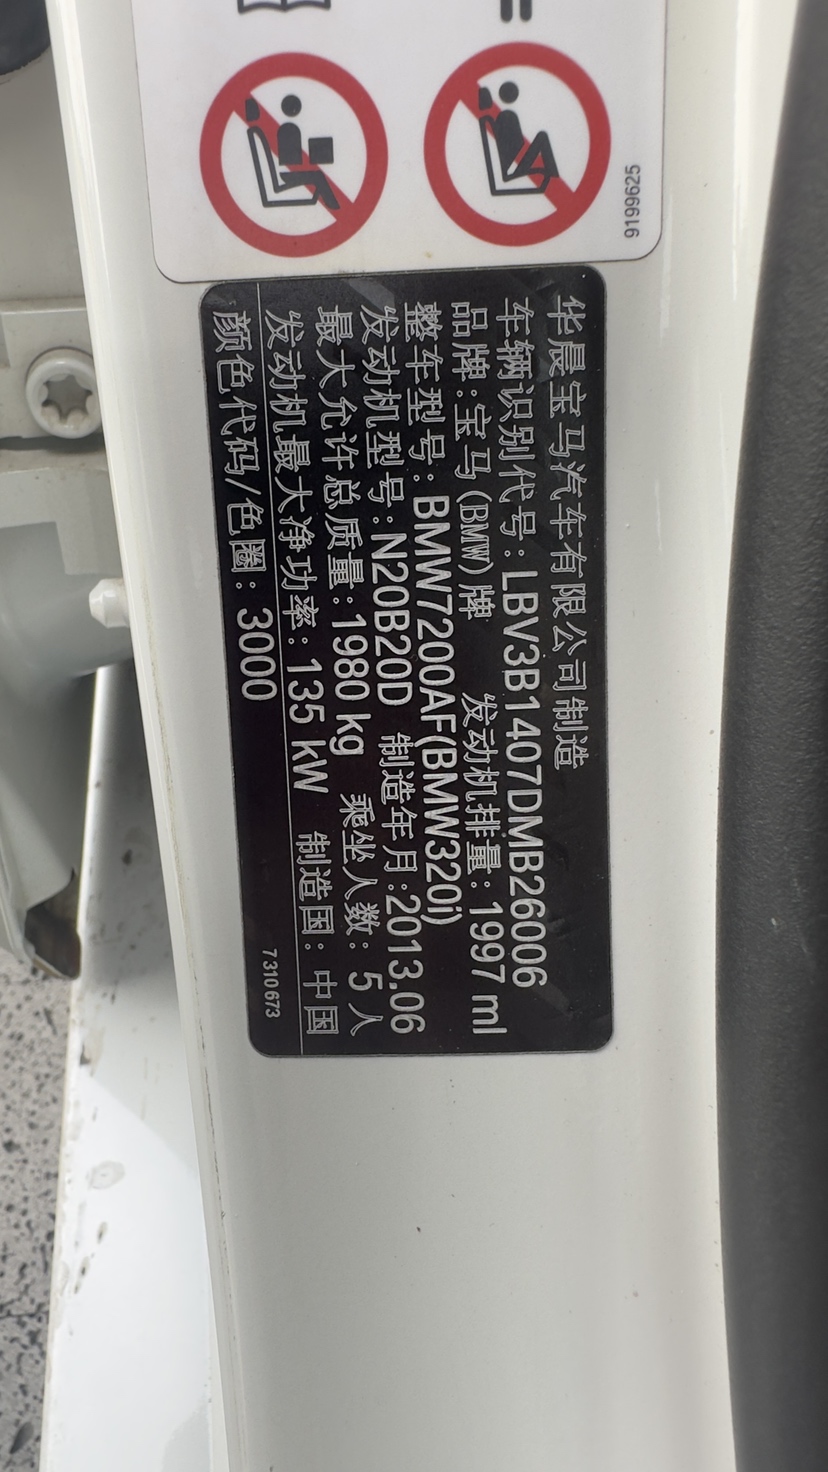 9199625
华晨宝马汽车有限公司制造
车辆识别代号:LBV3B1407DMB26006
品牌:宝马(BMW)牌 发动机排量:1997 ml
整车型号:BMW7200AF(BMW320i)
发动机型号:N20B20D 制造年月:2013.06
最大允许总质量:1980 kg 乘坐人数: 5 人
发动机最大净功率:135 kW 制造国: 中国
颜色代码/色圈: 3000
7310673